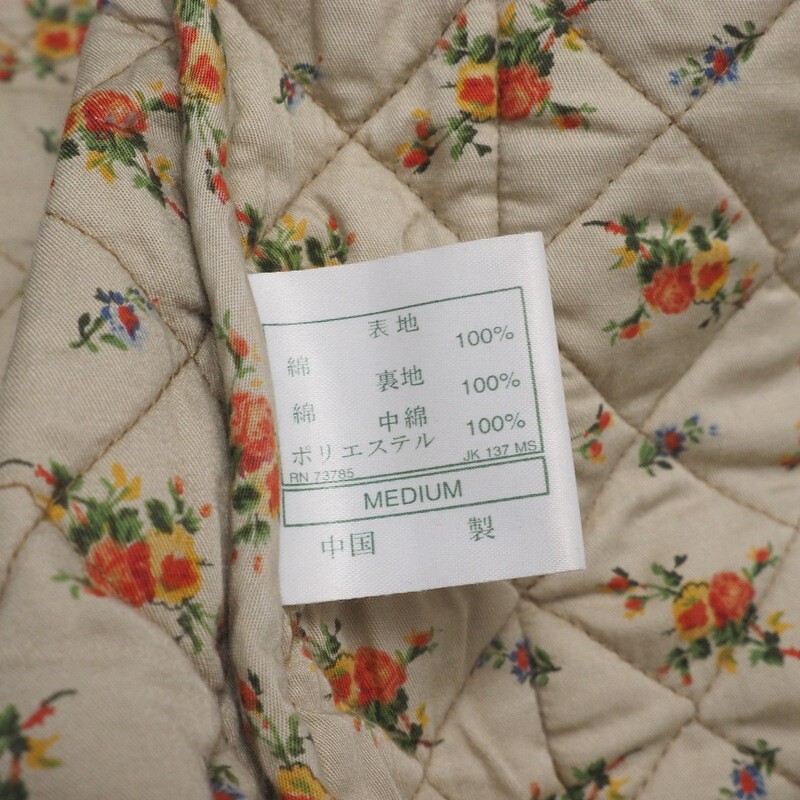 表地
綿 100%
裏地
綿 100%
中綿
ポリエステル 100%
RN 73785 JK 137 MS
MEDIUM
中国 製